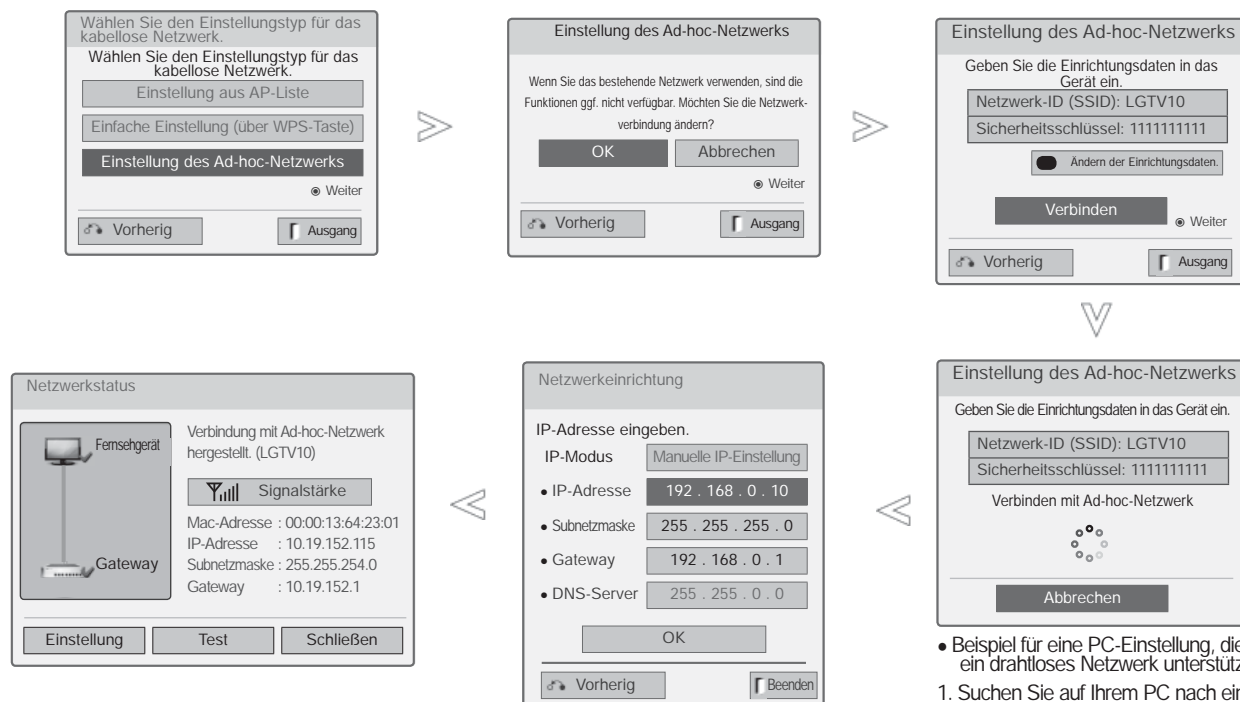 Wählen Sie den Einstellungstyp für das
kabellose Netzwerk.
Wählen Sie den Einstellungstyp für das
kabellose Netzwerk.
Einstellung aus AP-Liste
Einfache Einstellung (über WPS-Taste)
Einstellung des Ad-hoc-Netzwerks
Weiter
Vorherig
Ausgang
Einstellung des Ad-hoc-Netzwerks
Wenn Sie das bestehende Netzwerk verwenden, sind die
Funktionen ggf. nicht verfügbar. Möchten Sie die Netzwerk-
verbindung ändern?
OK
Abbrechen
Weiter
Vorherig
Ausgang
Einstellung des Ad-hoc-Netzwerks
Geben Sie die Einrichtungsdaten in das
Gerät ein.
Netzwerk-ID (SSID): LGTV10
Sicherheitsschlüssel: 1111111111
Ändern der Einrichtungsdaten.
Verbinden
Weiter
Vorherig
Ausgang
Einstellung des Ad-hoc-Netzwerks
Geben Sie die Einrichtungsdaten in das Gerät ein.
Netzwerk-ID (SSID): LGTV10
Sicherheitsschlüssel: 1111111111
Verbinden mit Ad-hoc-Netzwerk
Abbrechen
Netzwerkeinrichtung
IP-Adresse eingeben.
IP-Modus Manuelle IP-Einstellung
• IP-Adresse 192 . 168 . 0 . 10
• Subnetzmaske 255 . 255 . 255 . 0
• Gateway 192 . 168 . 0 . 1
• DNS-Server 255 . 255 . 0 . 0
OK
Vorherig
Beenden
Netzwerkstatus
Fernsehgerät
Gateway
Verbindung mit Ad-hoc-Netzwerk
hergestellt. (LGTV10)
Signalstärke
Mac-Adresse : 00:00:13:64:23:01
IP-Adresse : 10.19.152.115
Subnetzmaske : 255.255.254.0
Gateway : 10.19.152.1
Einstellung
Test
Schließen
• Beispiel für eine PC-Einstellung, die
ein drahtloses Netzwerk
1. Suchen Sie auf Ihrem PC nach